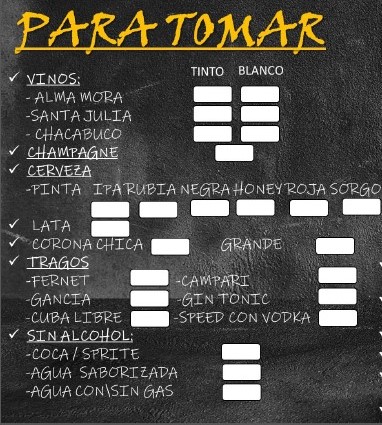 PARA TOMAR
TINTO BLANCO
✓ VINOS:
- ALMA MORA
-SANTA JULIA
- CHACABUCO
✓ CHAMPAGNE
✓ CERVEZA
-PINTA IPA RUBIA NEGRA HONEY ROJA SORGO
✓ LATA
✓ CORONA CHICA GRANDE
✓ TRAGOS
-FERNET -CAMPARI
-GANCIA -GIN TONIC
-CUBA LIBRE -SPEED CON VODKA
✓ SIN ALCOHOL:
-COCA / SPRITE
-AGUA SABORIZADA
-AGUA CON\SIN GAS